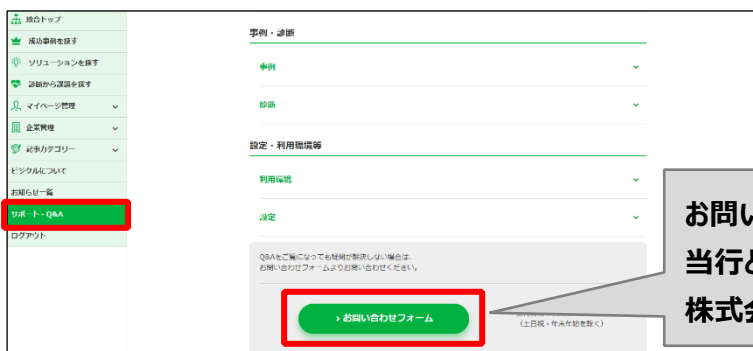 総合トップ
成功事例を探す
ソリューションを探す
診断から課題を探す
マイページ管理
企業管理
記事カテゴリー
ビジクルについて
お知らせ一覧
サポート・Q&A
ログアウト
事例・診断
事例
診断
設定・利用環境等
利用環境
設定
Q&Aをご覧になっても疑問が解決しない場合は、
お問い合わせフォームよりお問い合わせください。
› お問い合わせフォーム
（土日祝・年末年始を除く）
お問い
当行と
株式会